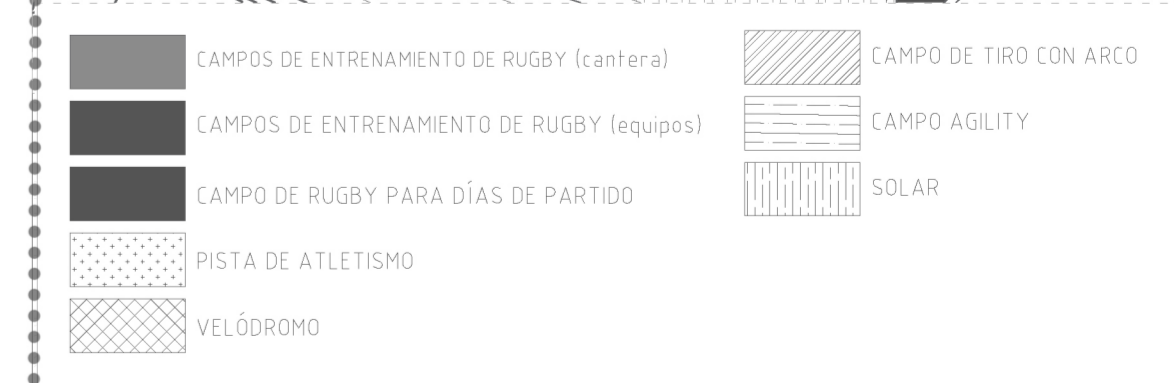 CAMPOS DE ENTRENAMIENTO DE RUGBY (cantera)
CAMPOS DE ENTRENAMIENTO DE RUGBY (equipos)
CAMPO DE RUGBY PARA DÍAS DE PARTIDO
PISTA DE ATLETISMO
VELÓDROMO
CAMPO DE TIRO CON ARCO
CAMPO AGILITY
SOLAR